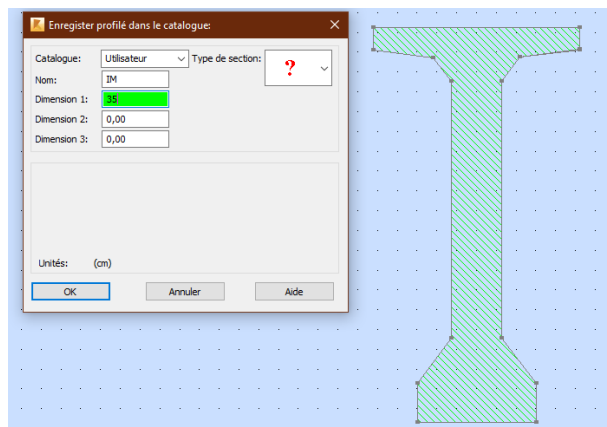 Enregister profilé dans le catalogue:
Catalogue: Utilisateur Type de section: ?
Nom: IM
Dimension 1: 35
Dimension 2: 0,00
Dimension 3: 0,00
Unités: (cm)
OK Annuler Aide